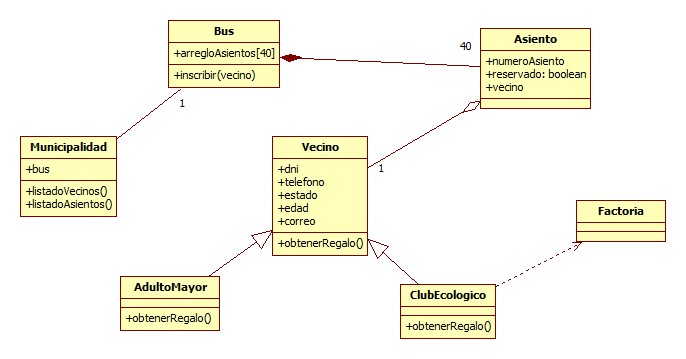 Bus
+arregloAsientos[40]
+inscribir(vecino)
40
Asiento
+numeroAsiento
+reservado: boolean
+vecino
1
Municipalidad
+bus
+listadoVecinos()
+listadoAsientos()
Vecino
+dni
+telefono
+estado
+edad
+correo
+obtenerRegalo()
1
Factoria
AdultoMayor
+obtenerRegalo()
ClubEcologico
+obtenerRegalo()